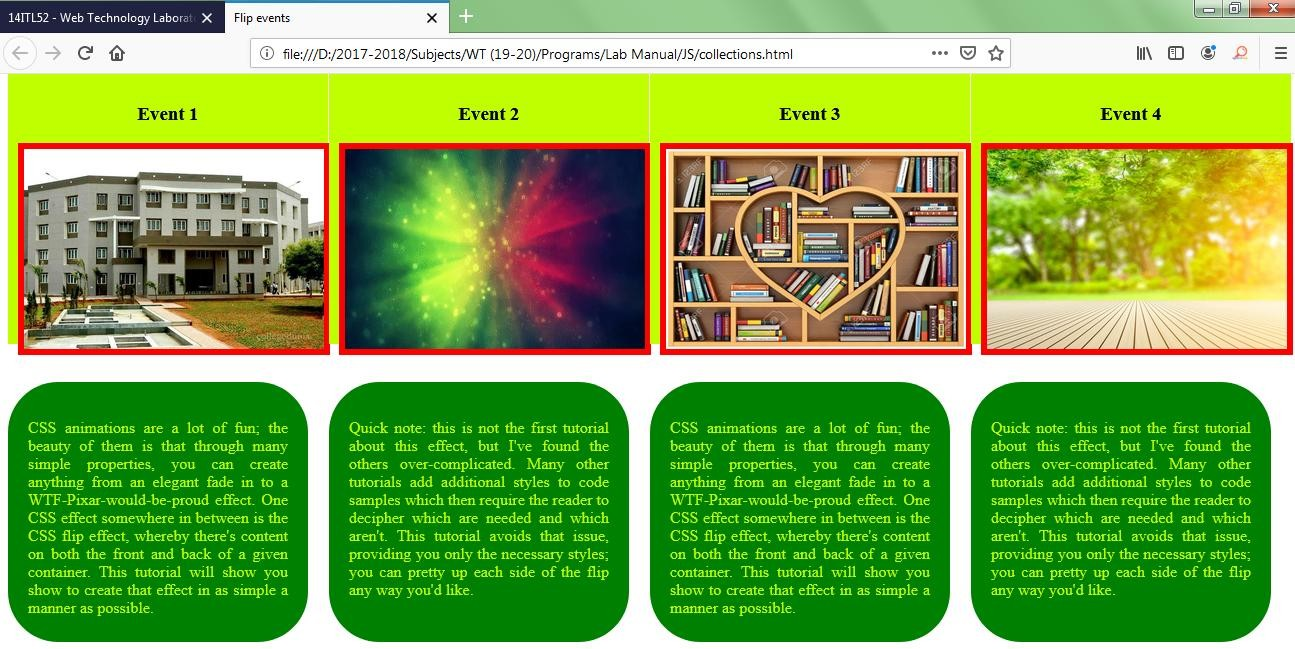 14ITL52 - Web Technology Laborat
Flip events
file:///D:/2017-2018/Subjects/WT (19-20)/Programs/Lab Manual/JS/collections.html
Event 1
Event 2
Event 3
Event 4
collegedunia
123RF
123RF
CSS animations are a lot of fun; the
beauty of them is that through many
simple properties, you can create
anything from an elegant fade in to a
WTF-Pixar-would-be-proud effect. One
CSS effect somewhere in between is the
CSS flip effect, whereby there's content
on both the front and back of a given
container. This tutorial will show you
show to create that effect in as simple a
manner as possible.
Quick note: this is not the first tutorial
about this effect, but I've found the
others over-complicated. Many other
tutorials add additional styles to code
samples which then require the reader to
decipher which are needed and which
aren't. This tutorial avoids that issue,
providing you only the necessary styles;
you can pretty up each side of the flip
any way you'd like.
CSS animations are a lot of fun; the
beauty of them is that through many
simple properties, you can create
anything from an elegant fade in to a
WTF-Pixar-would-be-proud effect. One
CSS effect somewhere in between is the
CSS flip effect, whereby there's content
on both the front and back of a given
container. This tutorial will show you
show to create that effect in as simple a
manner as possible.
Quick note: this is not the first tutorial
about this effect, but I've found the
others over-complicated. Many other
tutorials add additional styles to code
samples which then require the reader to
decipher which are needed and which
aren't. This tutorial avoids that issue,
providing you only the necessary styles;
you can pretty up each side of the flip
any way you'd like.